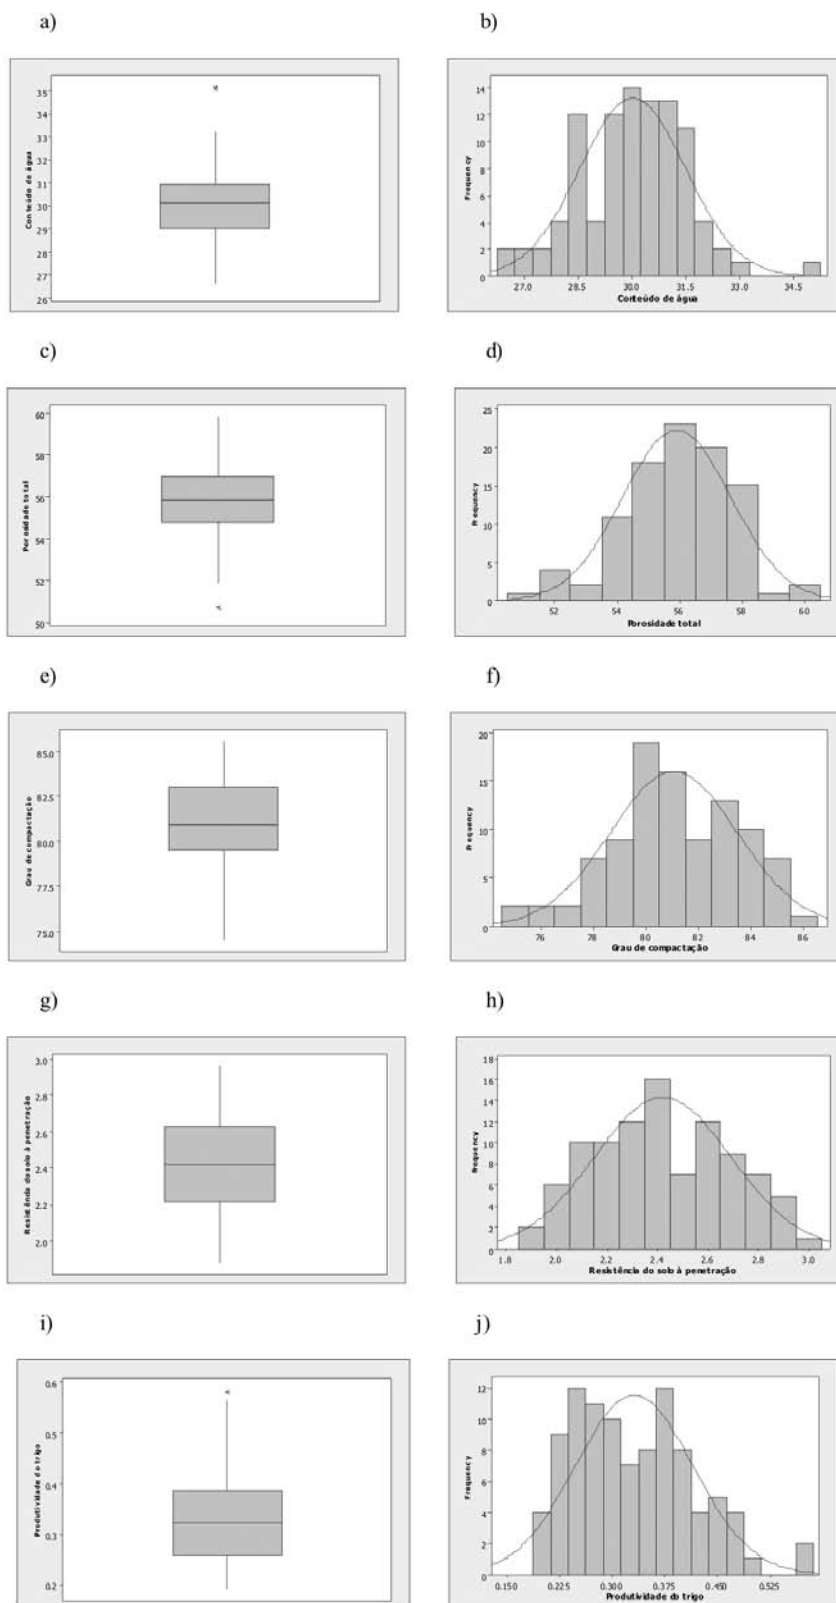 a)
b)
35
34
33
32
31
30
29
28
27
26
Conteúdo de água
14
12
10
8
6
4
2
0
Frequency
27.0 28.5 30.0 31.5 33.0 34.5
Conteúdo de água
c)
d)
60
58
56
54
52
50
Porosidade total
25
20
15
10
5
0
Frequency
52 54 56 58 60
Porosidade total
e)
f)
85.0
82.5
80.0
77.5
75.0
Grau de compactação
20
15
10
5
0
Frequency
76 78 80 82 84 86
Grau de compactação
g)
h)
3.0
2.8
2.6
2.4
2.2
2.0
Resistência do solo à penetração
18
16
14
12
10
8
6
4
2
0
Frequency
1.8 2.0 2.2 2.4 2.6 2.8 3.0
Resistência do solo à penetração
i)
j)
0.6
0.5
0.4
0.3
0.2
Produtividade do trigo
12
10
8
6
4
2
0
Frequency
0.150 0.225 0.300 0.375 0.450 0.525
Produtividade do trigo